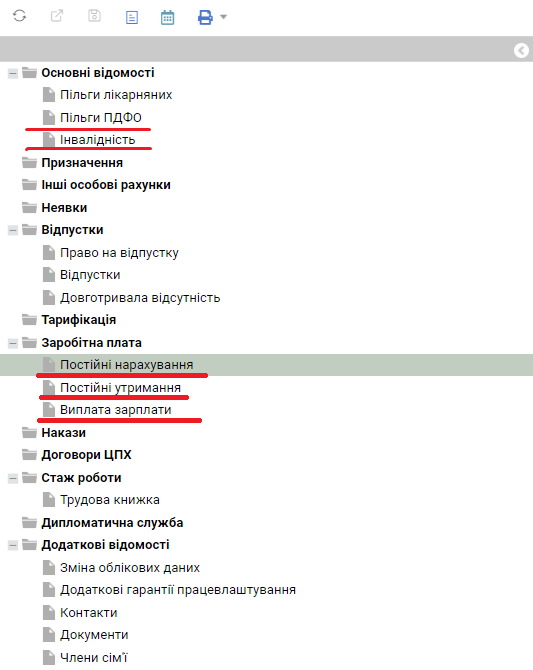 Основні відомості
Пільги лікарняних
Пільги ПДФО
Інвалідність
Призначення
Інші особові рахунки
Неявки
Відпустки
Право на відпустку
Відпустки
Довготривала відсутність
Тарифікація
Заробітна плата
Постійні нарахування
Постійні утримання
Виплата зарплати
Накази
Договори ЦПХ
Стаж роботи
Трудова книжка
Дипломатична служба
Додаткові відомості
Зміна облікових даних
Додаткові гарантії працевлаштування
Контакти
Документи
Члени сім'ї